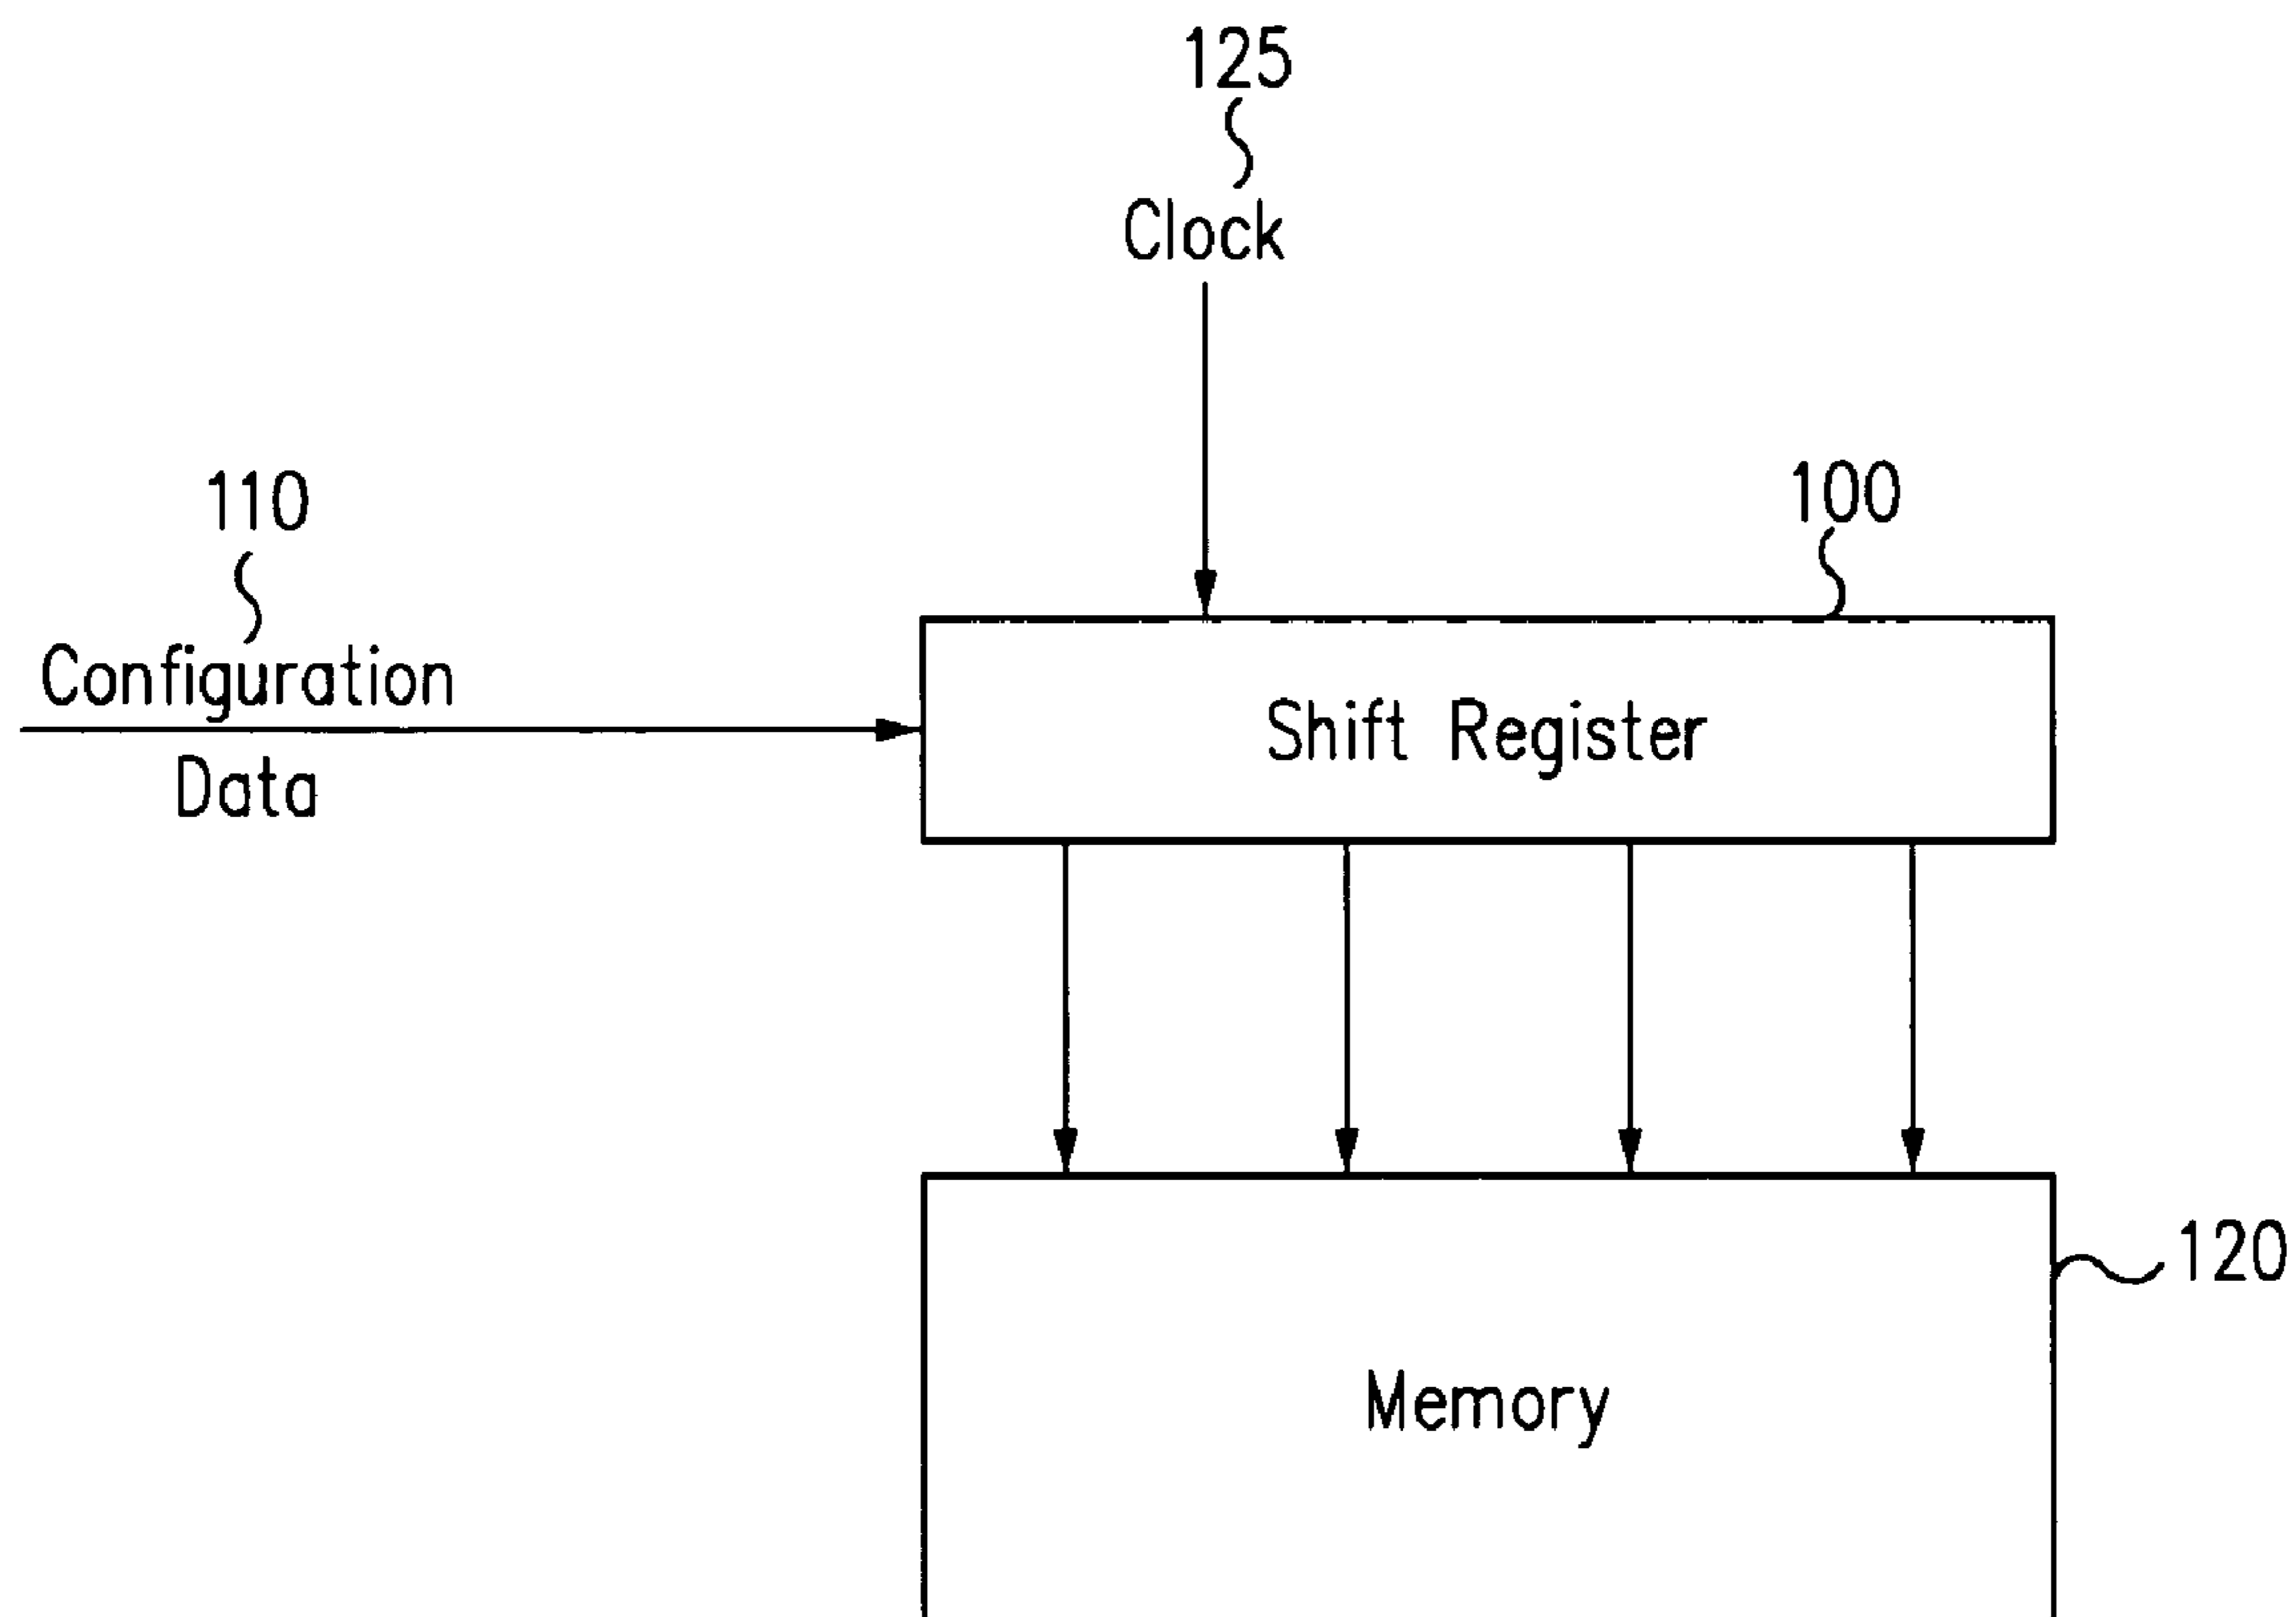 125
Clock
110
100
Configuration
Data
Shift Register
120
Memory